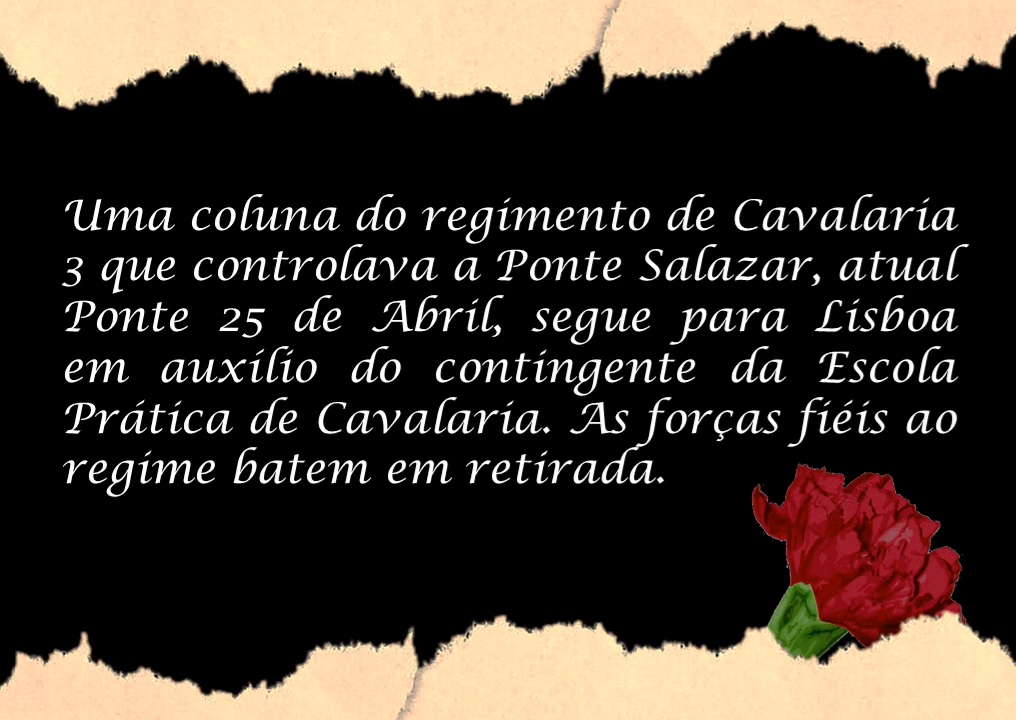 Uma coluna do regimento de Cavalaria
3 que controlava a Ponte Salazar, atual
Ponte 25 de Abril, segue para Lisboa
em auxílio do contingente da Escola
Prática de Cavalaria. As forças fiéis ao
regime batem em retirada.